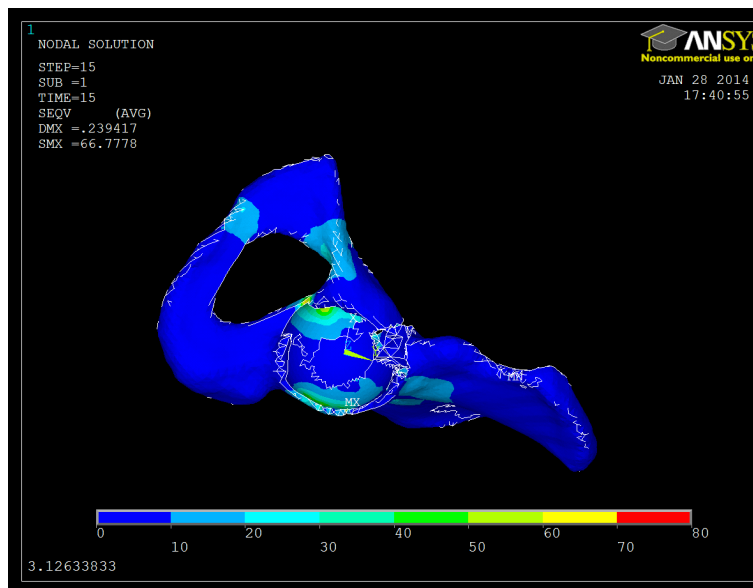 1
NODAL SOLUTION
STEP=15
SUB =1
TIME=15
SEQV (AVG)
DMX =.239417
SMX =66.7778
ANSYS
Noncommercial use on
JAN 28 2014
17:40:55
X
MN
MX
0 10 20 30 40 50 60 70 80
3.12633833